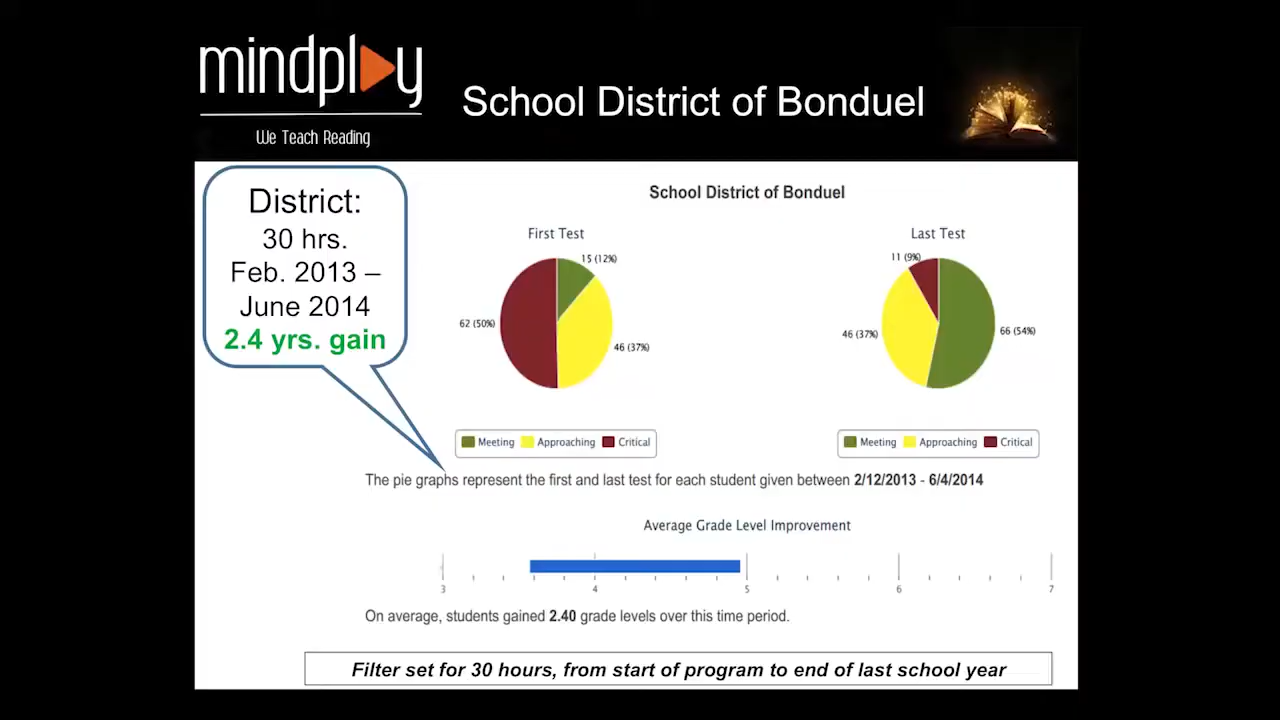 mindplay
We Teach Reading
School District of Bonduel
District:
30 hrs.
Feb. 2013 –
June 2014
2.4 yrs. gain
School District of Bonduel
First Test
15 (12%)
62 (50%)
46 (37%)
Meeting Approaching Critical
Last Test
11 (9%)
46 (37%)
66 (54%)
Meeting Approaching Critical
The pie graphs represent the first and last test for each student given between 2/12/2013 - 6/4/2014
Average Grade Level Improvement
3 4 5 6 7
On average, students gained 2.40 grade levels over this time period.
Filter set for 30 hours, from start of program to end of last school year